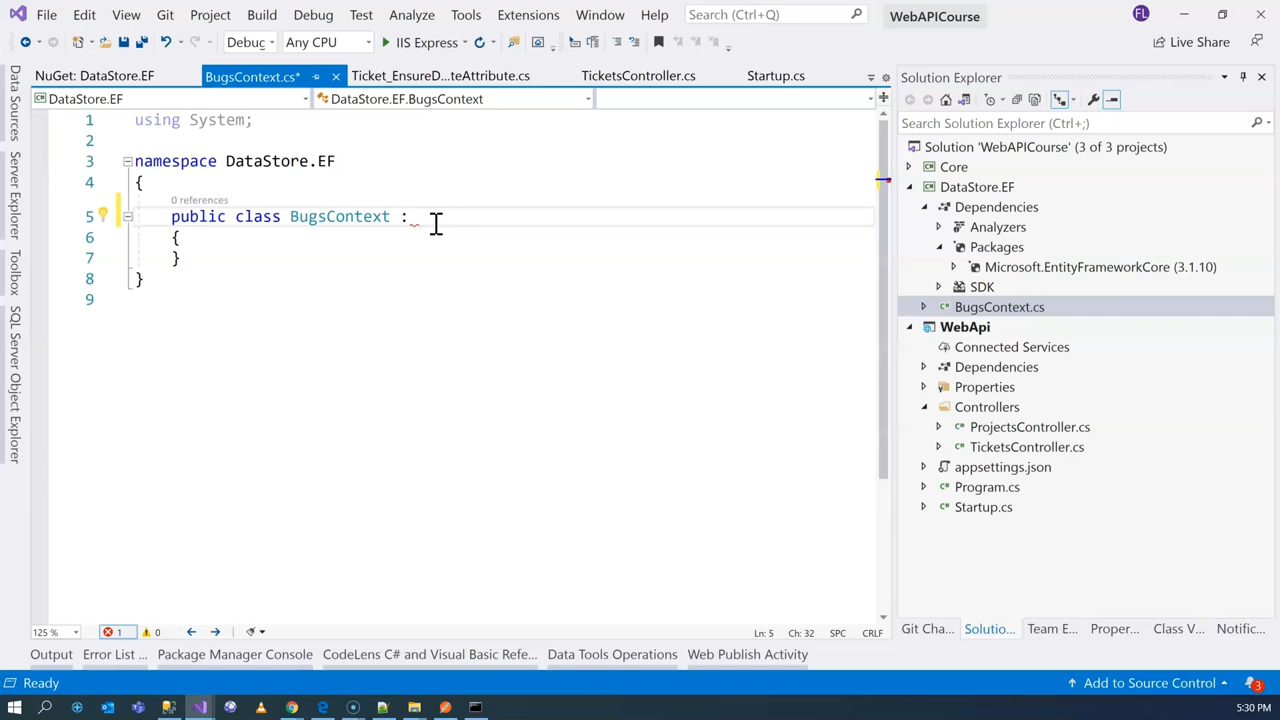 File Edit View Git Project Build Debug Test Analyze Tools Extensions Window Help Search (Ctrl+Q) WebAPICourse FL
Debug Any CPU IIS Express Live Share
NuGet: DataStore.EF BugsContext.cs* Ticket_EnsureD...teAttribute.cs TicketsController.cs Startup.cs
DataStore.EF DataStore.EF.BugsContext
1 using System;
2
3 namespace DataStore.EF
4 {
0 references
5 public class BugsContext :
6 {
7 }
8 }
9
125 % 1 0 Ln: 5 Ch: 32 SPC CRLF
Data Sources
Server Explorer
Toolbox
SQL Server Object Explorer
Solution Explorer
Search Solution Explorer (Ctrl+;)
Solution 'WebAPICourse' (3 of 3 projects)
Core
DataStore.EF
Dependencies
Analyzers
Packages
Microsoft.EntityFrameworkCore (3.1.10)
SDK
BugsContext.cs
WebApi
Connected Services
Dependencies
Properties
Controllers
ProjectsController.cs
TicketsController.cs
appsettings.json
Program.cs
Startup.cs
Git Cha... Solutio... Team E... Proper... Class V... Notific...
Output Error List ... Package Manager Console CodeLens C# and Visual Basic Refe... Data Tools Operations Web Publish Activity
Ready Add to Source Control 3
5:30 PM